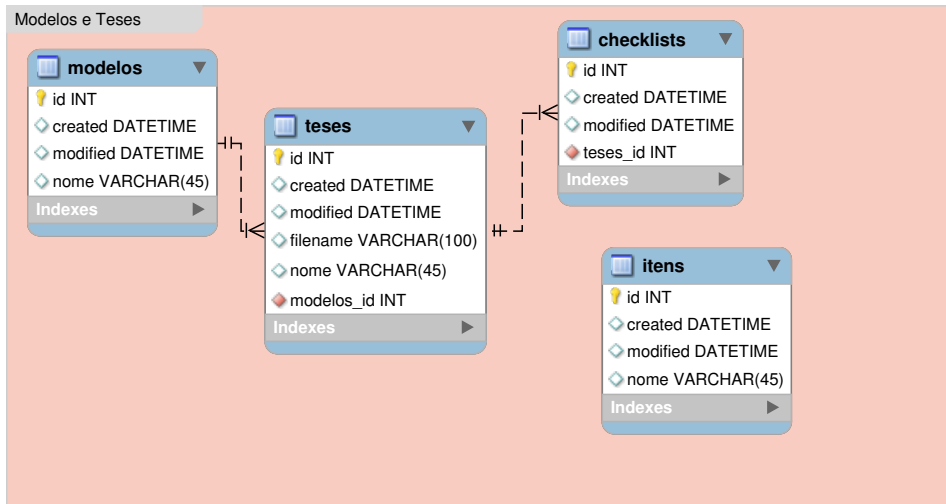 Modelos e Teses
modelos
id INT
created DATETIME
modified DATETIME
nome VARCHAR(45)
Indexes
teses
id INT
created DATETIME
modified DATETIME
filename VARCHAR(100)
nome VARCHAR(45)
modelos_id INT
Indexes
checklists
id INT
created DATETIME
modified DATETIME
teses_id INT
Indexes
itens
id INT
created DATETIME
modified DATETIME
nome VARCHAR(45)
Indexes